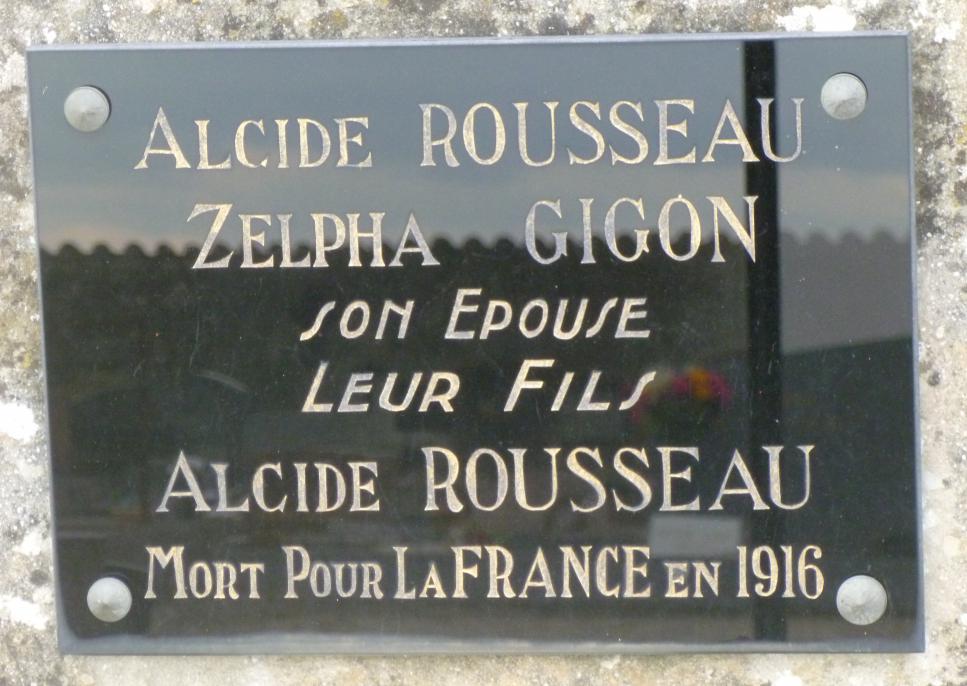 ALCIDE ROUSSEAU
ZELPHA GIGON
SON EPOUSE
LEUR FILS
ALCIDE ROUSSEAU
MORT POUR LA FRANCE EN 1916